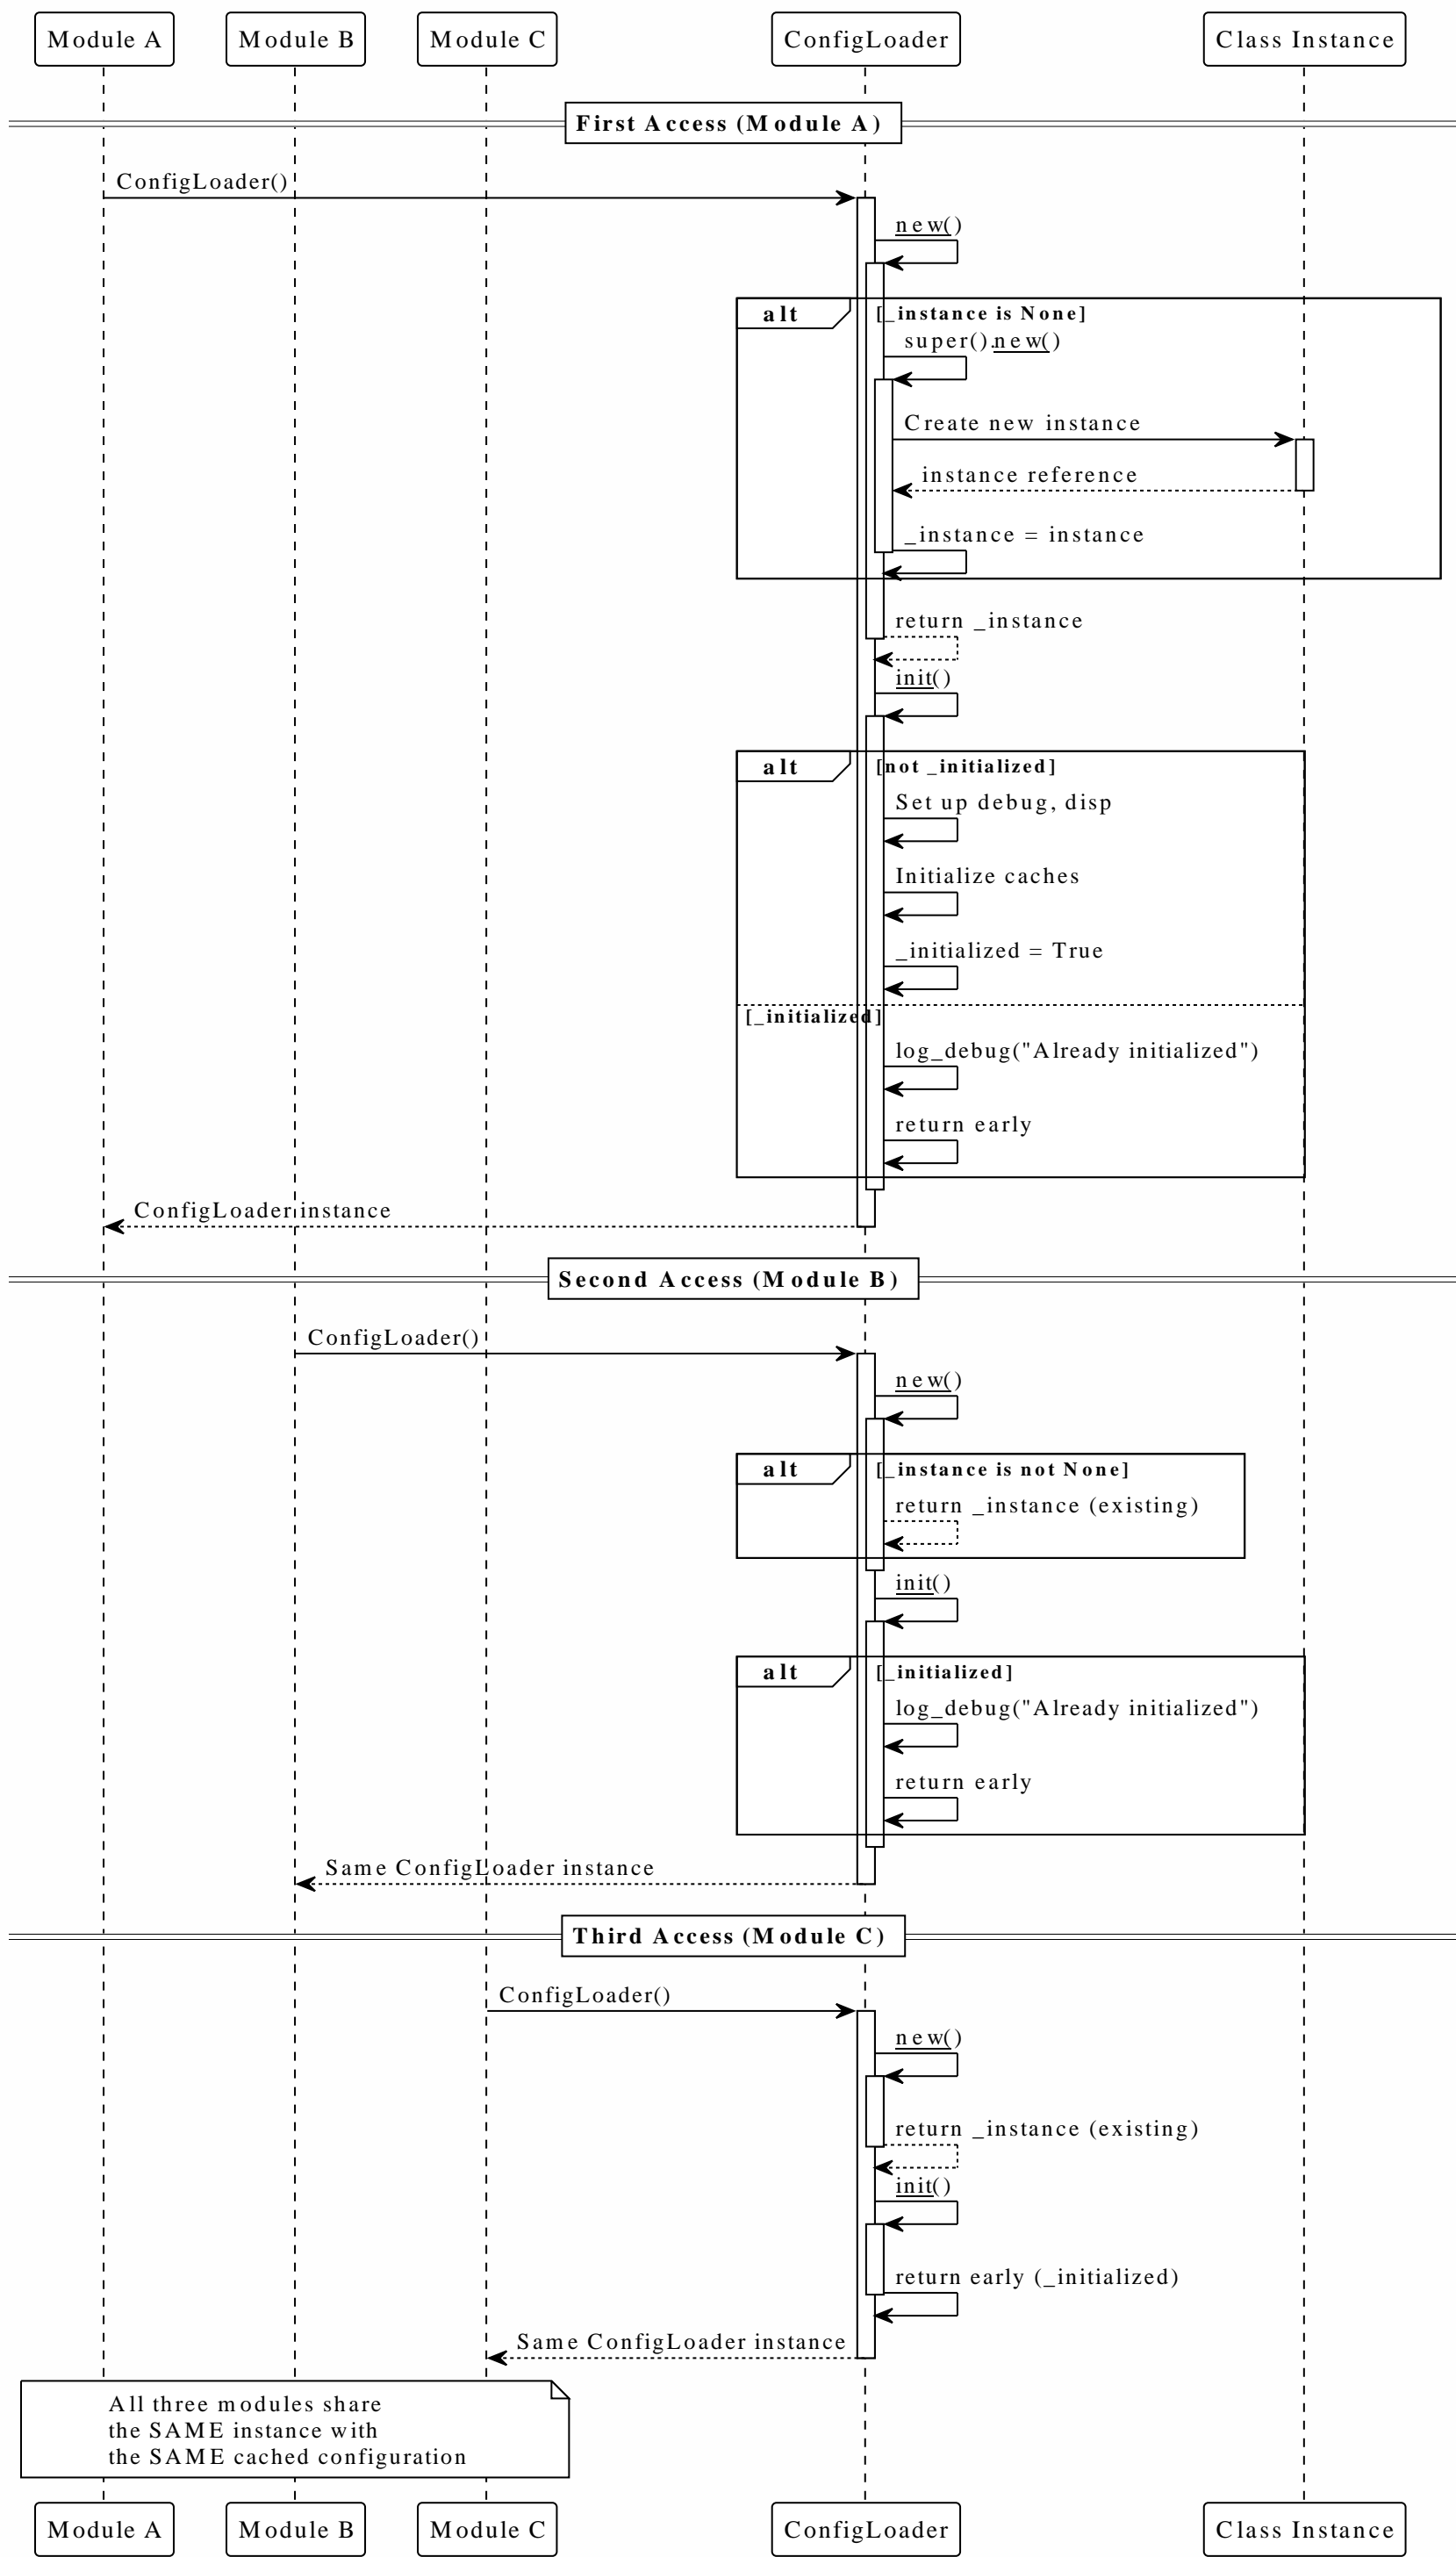 Module A
Module B
Module C
ConfigLoader
Class Instance
First Access (Module A)
ConfigLoader()
new()
alt
[_instance is None]
super().new()
Create new instance
instance reference
_instance = instance
return _instance
init()
alt
[not _initialized]
Set up debug, disp
Initialize caches
_initialized = True
[_initialized]
log_debug("Already initialized")
return early
ConfigLoader instance
Second Access (Module B)
ConfigLoader()
new()
alt
[_instance is not None]
return _instance (existing)
init()
alt
[_initialized]
log_debug("Already initialized")
return early
Same ConfigLoader instance
Third Access (Module C)
ConfigLoader()
new()
return _instance (existing)
init()
return early (_initialized)
Same ConfigLoader instance
All three modules share
the SAME instance with
the SAME cached configuration
Module A
Module B
Module C
ConfigLoader
Class Instance